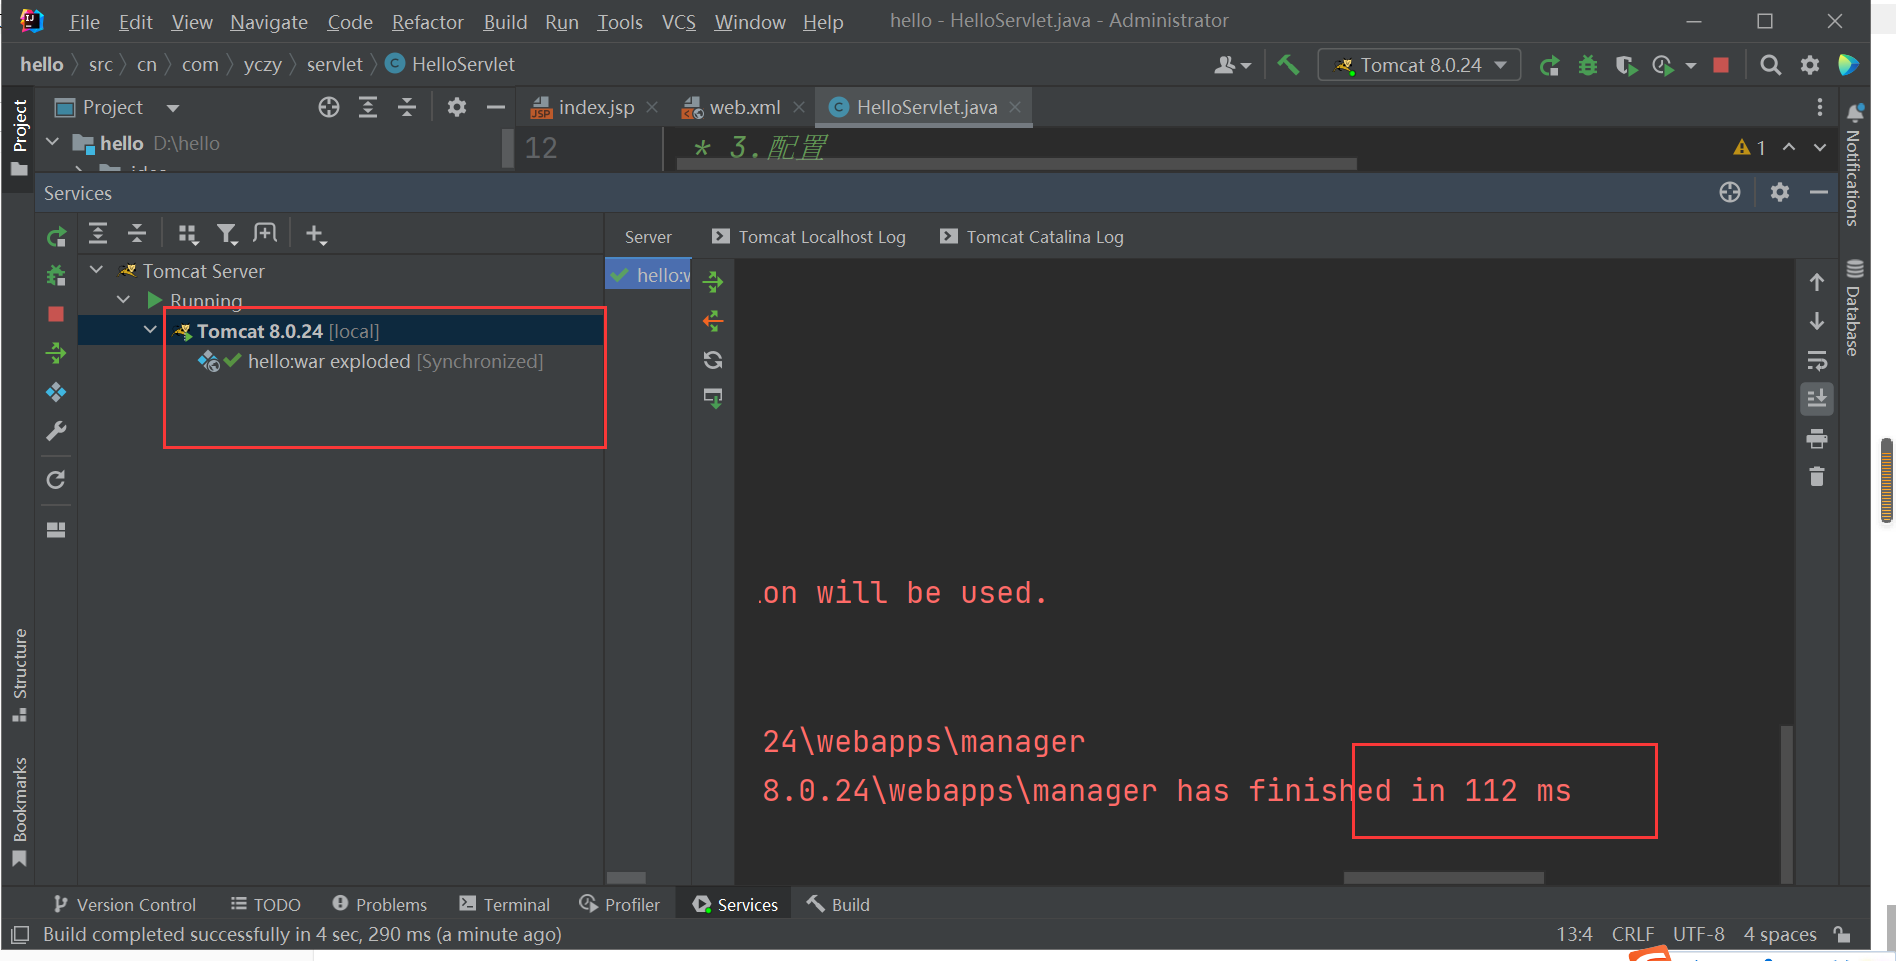 File Edit View Navigate Code Refactor Build Run Tools VCS Window Help hello - HelloServlet.java - Administrator
hello src cn com yczy servlet HelloServlet Tomcat 8.0.24
Project index.jsp web.xml HelloServlet.java
Project
hello D:\hello
12 * 3.配置 1
Notifications
Services
Server Tomcat Localhost Log Tomcat Catalina Log
Tomcat Server
hello:w
Running
Tomcat 8.0.24 [local]
hello:war exploded [Synchronized]
Database
on will be used.
24\webapps\manager
8.0.24\webapps\manager has finished in 112 ms
Structure
Bookmarks
Version Control TODO Problems Terminal Profiler Services Build
Build completed successfully in 4 sec, 290 ms (a minute ago) 13:4 CRLF UTF-8 4 spaces